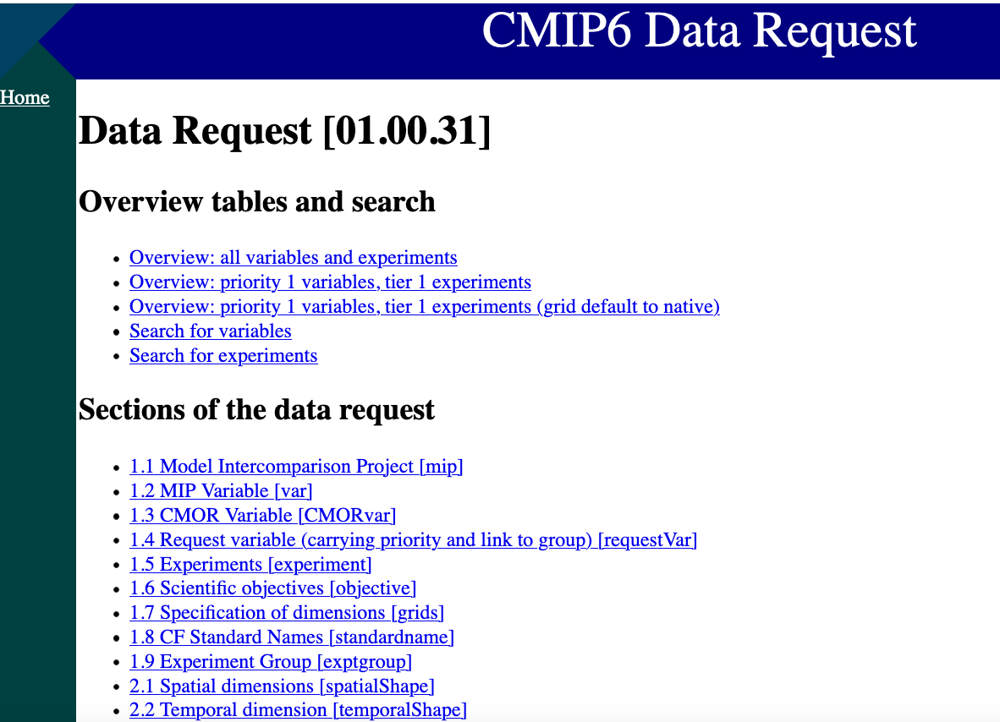 CMIP6 Data Request
Home
Data Request [01.00.31]
Overview tables and search
Overview: all variables and experiments
Overview: priority 1 variables, tier 1 experiments
Overview: priority 1 variables, tier 1 experiments (grid default to native)
Search for variables
Search for experiments
Sections of the data request
1.1 Model Intercomparison Project [mip]
1.2 MIP Variable [var]
1.3 CMOR Variable [CMORvar]
1.4 Request variable (carrying priority and link to group) [requestVar]
1.5 Experiments [experiment]
1.6 Scientific objectives [objective]
1.7 Specification of dimensions [grids]
1.8 CF Standard Names [standardname]
1.9 Experiment Group [exptgroup]
2.1 Spatial dimensions [spatialShape]
2.2 Temporal dimension [temporalShape]